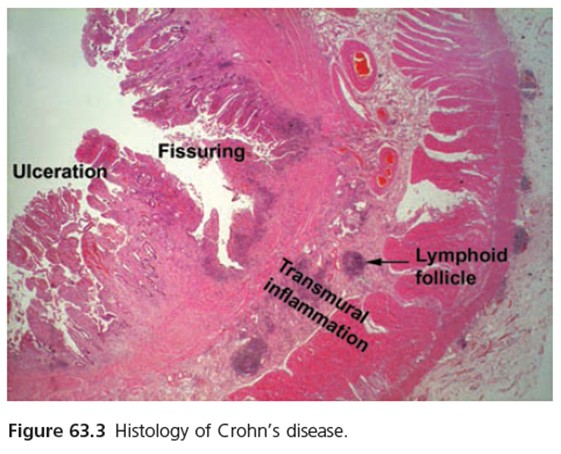 Fissuring
Ulceration
Lymphoid
follicle
Transmural
inflammation
Figure 63.3 Histology of Crohn's disease.